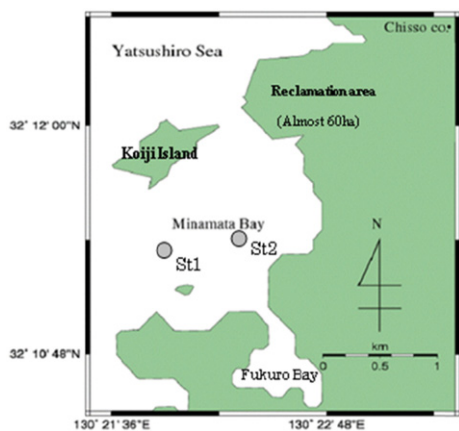 Chisso co.
Yatsushiro Sea
Reclamation area
(Almost 60ha)
32° 12' 00"N
Koiji Island
Minamata Bay
N
St1
St2
km
0
0.5
1
32° 10' 48"N
Fukuro Bay
130° 21' 36"E
130° 22' 48"E